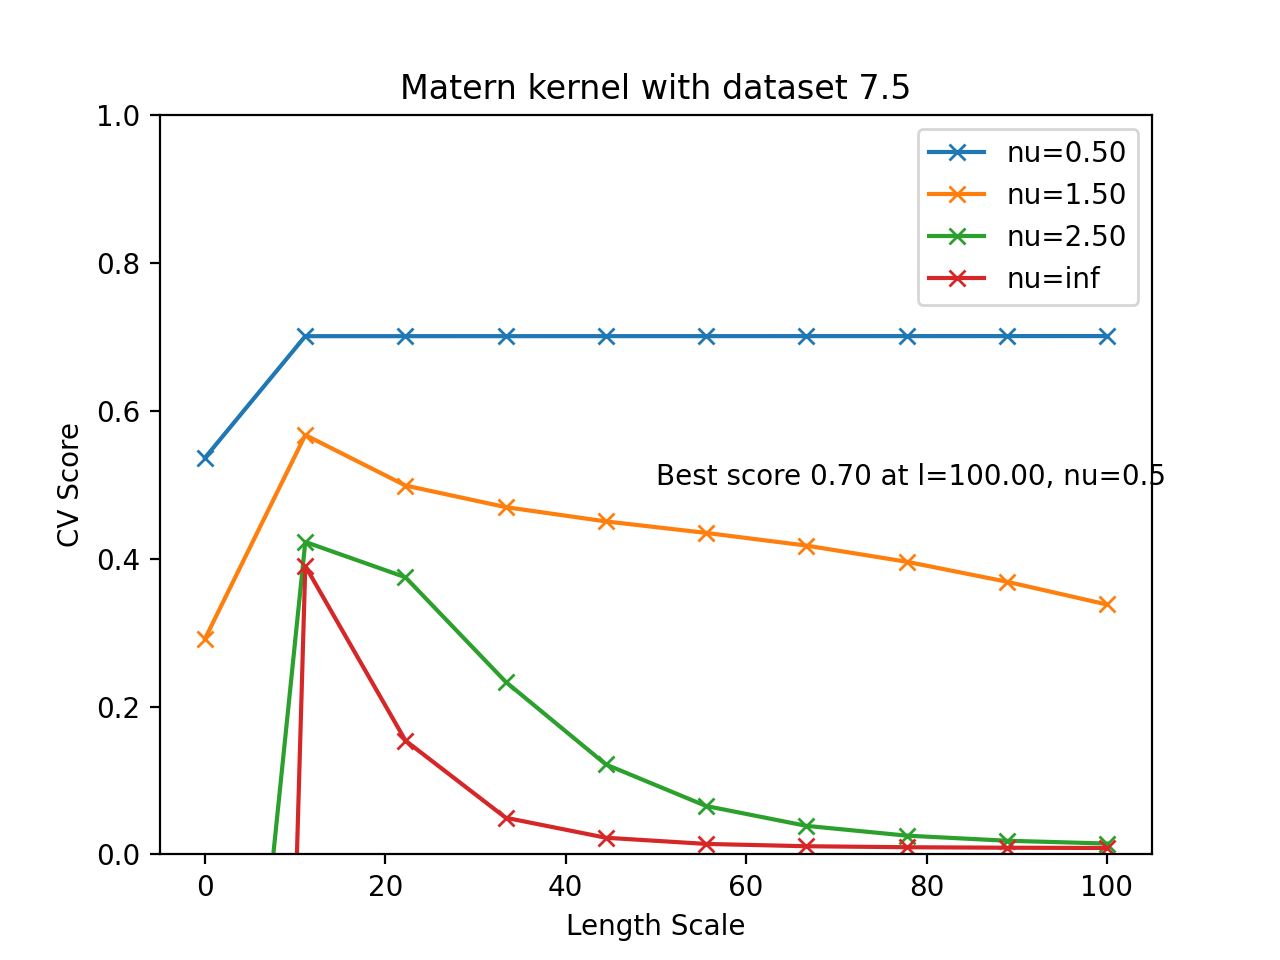 Matern kernel with dataset 7.5
1.0
0.8
0.6
0.4
0.2
0.0
CV Score
nu=0.50
nu=1.50
nu=2.50
nu=inf
Best score 0.70 at l=100.00, nu=0.5
0 20 40 60 80 100
Length Scale